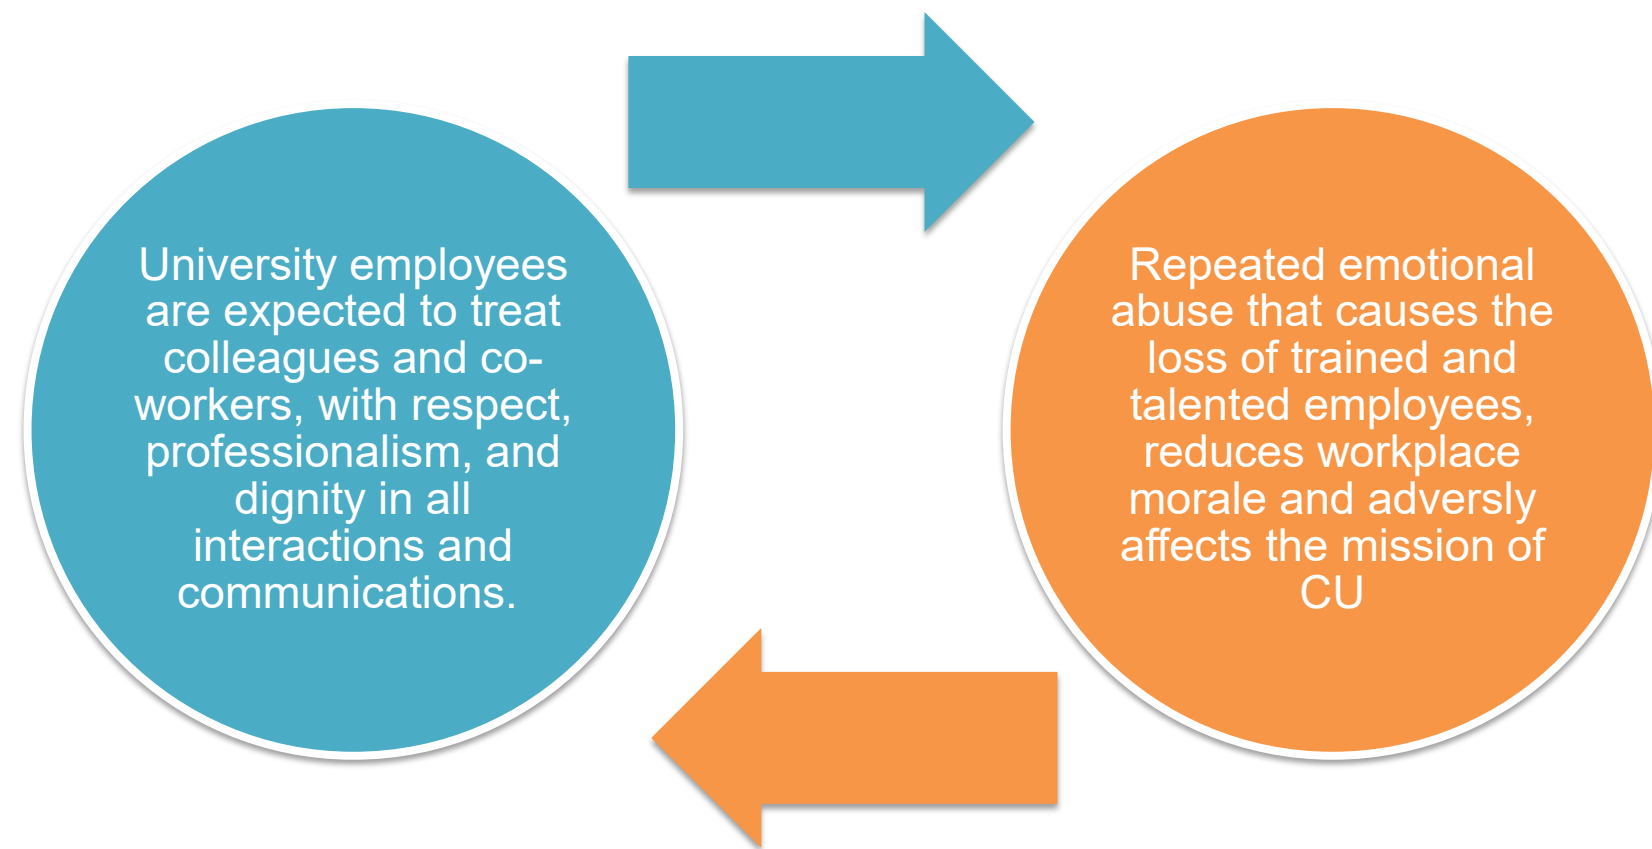 University employees
are expected to treat
colleagues and co-
workers, with respect,
professionalism, and
dignity in all
interactions and
communications.
Repeated emotional
abuse that causes the
loss of trained and
talented employees,
reduces workplace
morale and adversly
affects the mission of
CU